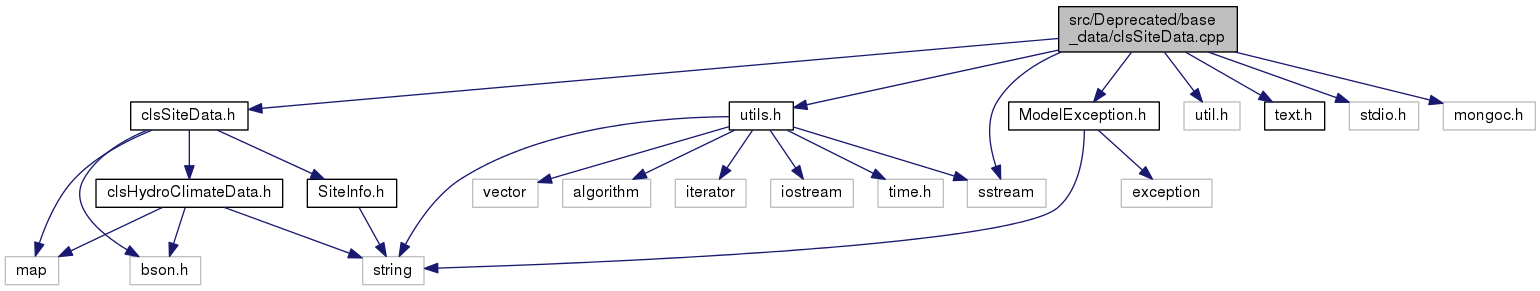 src/Deprecated/base
_data/clsSiteData.cpp
clsSiteData.h
utils.h
ModelException.h
util.h
text.h
stdio.h
mongoc.h
clsHydroClimateData.h
SiteInfo.h
vector
algorithm
iterator
iostream
time.h
sstream
exception
map
bson.h
string